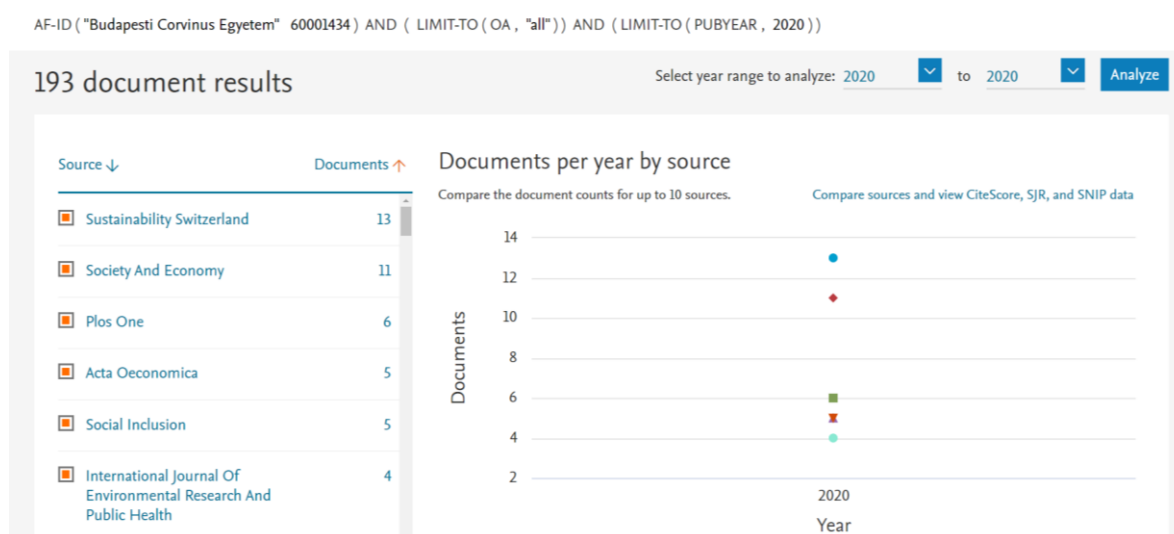 AF-ID ( "Budapesti Corvinus Egyetem" 60001434 ) AND ( LIMIT-TO ( OA , "all" ) ) AND ( LIMIT-TO ( PUBYEAR , 2020 ) )
193 document results
Select year range to analyze: 2020 to 2020 Analyze
Source Documents
Sustainability Switzerland 13
Society And Economy 11
Plos One 6
Acta Oeconomica 5
Social Inclusion 5
International Journal Of 4
Environmental Research And
Public Health
Documents per year by source
Compare the document counts for up to 10 sources. Compare sources and view CiteScore, SJR, and SNIP data
14
12
10
8
6
4
2
Documents
2020
Year